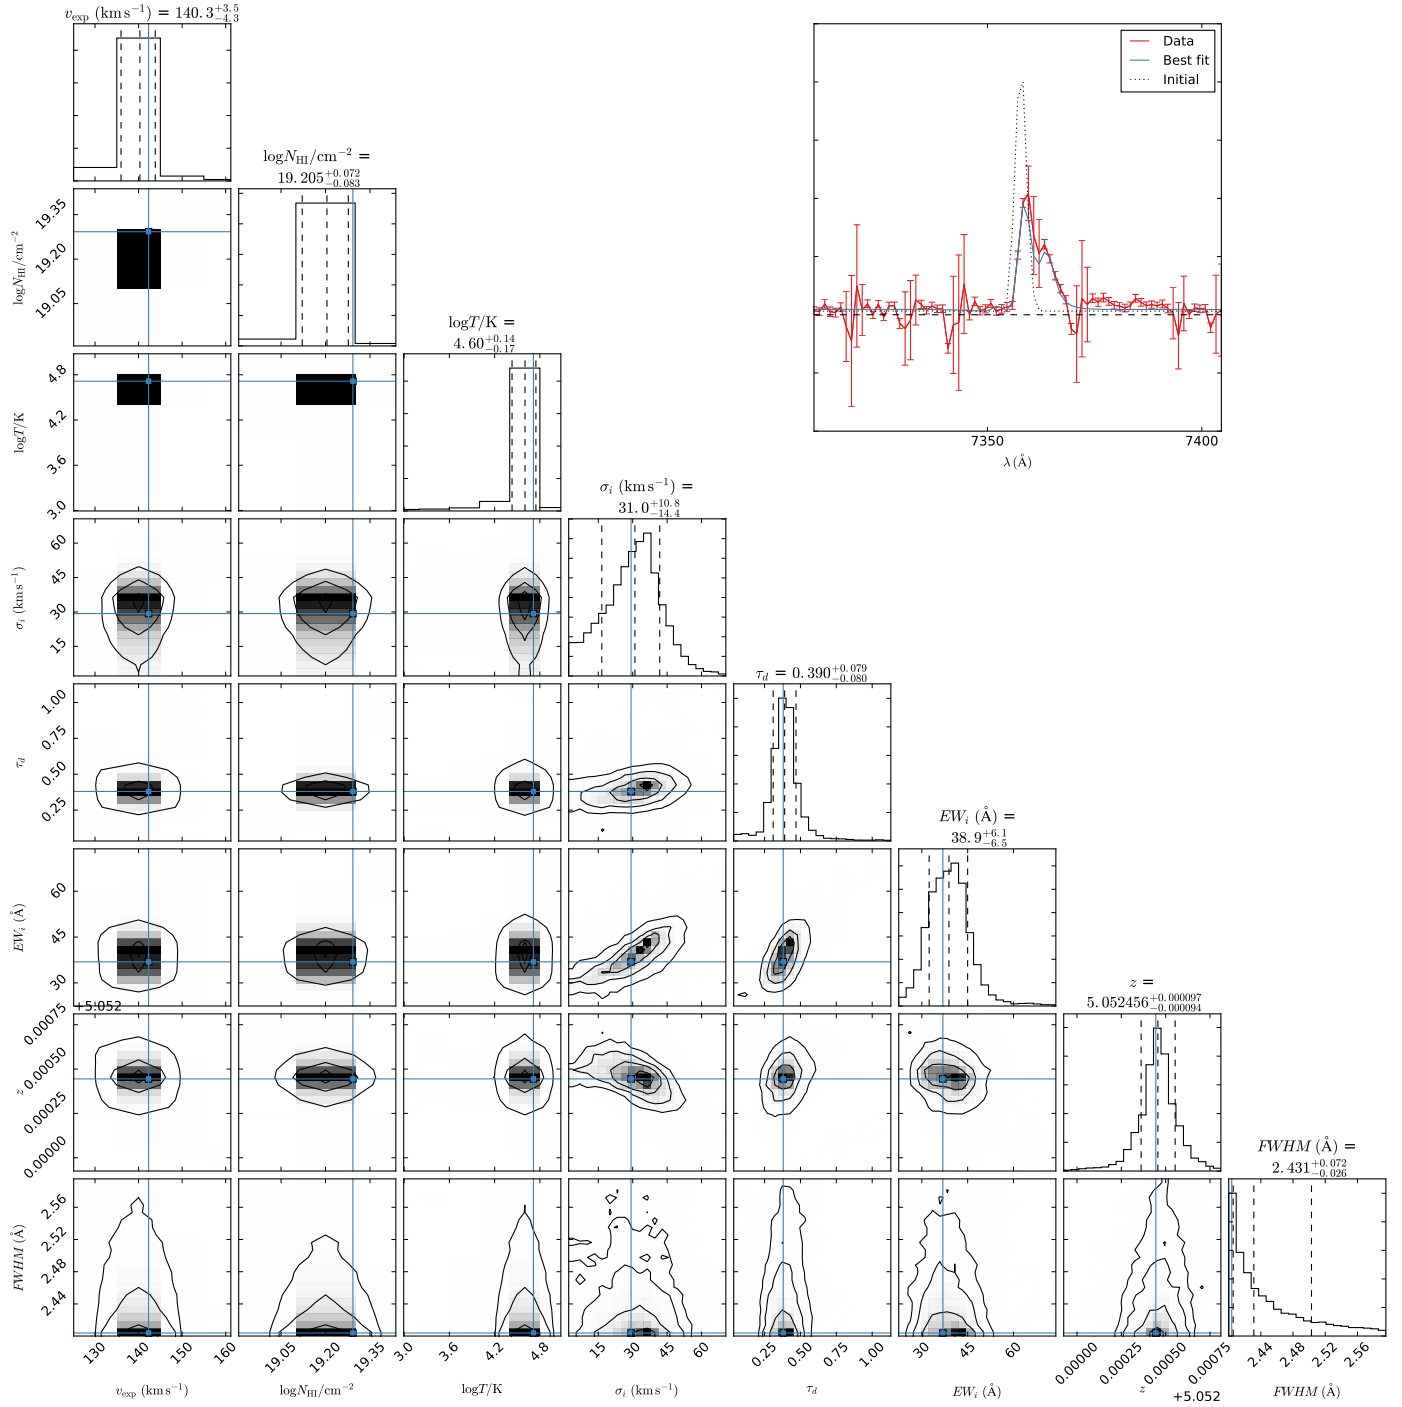 v_exp (km s⁻¹) = 140.3 +3.5 −4.3
Data
Best fit
Initial
logN_HI/cm⁻² =
19.205 +0.072 −0.083
19.35
19.20
19.05
logN_HI/cm⁻²
logT/K =
4.60 +0.14 −0.17
4.8
4.2
3.6
3.0
logT/K
7350
7400
λ (Å)
σ_i (km s⁻¹) =
31.0 +10.8 −14.4
60
45
30
15
σ_i (km s⁻¹)
τ_d = 0.390 +0.079 −0.080
1.00
0.75
0.50
0.25
τ_d
EW_i (Å) =
38.9 +6.1 −6.5
60
45
30
EW_i (Å)
z =
5.052456 +0.000097 −0.000094
+5.052
0.00075
0.00050
0.00025
0.00000
z
FWHM (Å) =
2.431 +0.072 −0.026
2.56
2.52
2.48
2.44
FWHM (Å)
130
140
150
160
19.05
19.20
19.35
3.0
3.6
4.2
4.8
15
30
45
60
0.25
0.50
0.75
1.00
30
45
60
0.00000
0.00025
0.00050
0.00075
2.44
2.48
2.52
2.56
v_exp (km s⁻¹)
logN_HI/cm⁻²
logT/K
σ_i (km s⁻¹)
τ_d
EW_i (Å)
z
+5.052
FWHM (Å)